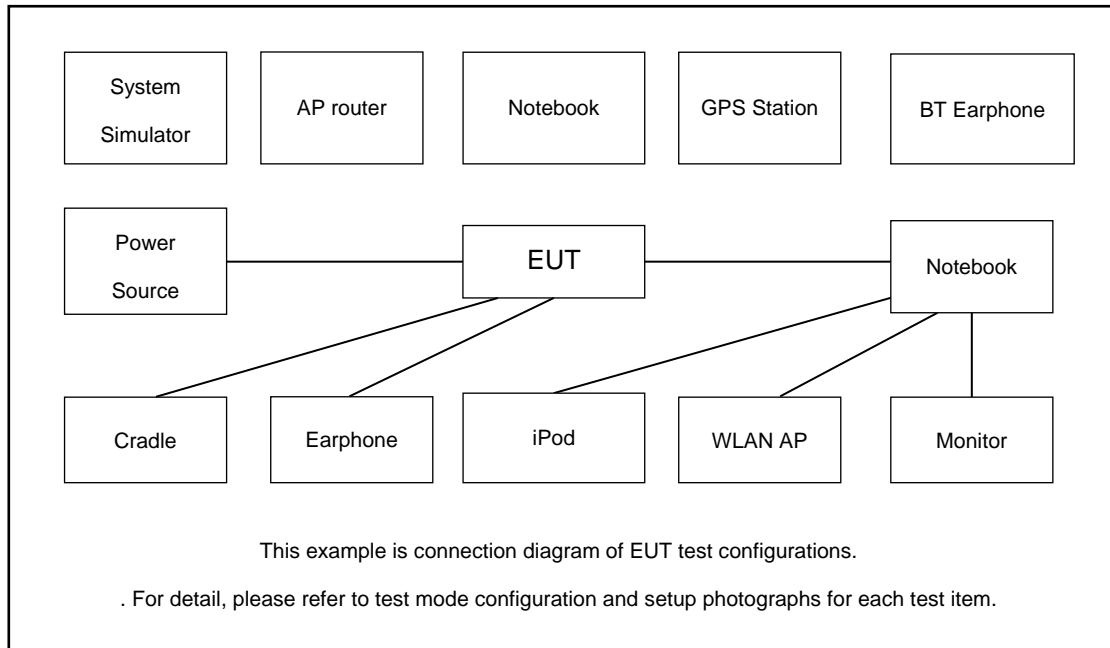 System
Simulator
AP router
Notebook
GPS Station
BT Earphone
Power
Source
EUT
Notebook
Cradle
Earphone
iPod
WLAN AP
Monitor
This example is connection diagram of EUT test configurations.
. For detail, please refer to test mode configuration and setup photographs for each test item.